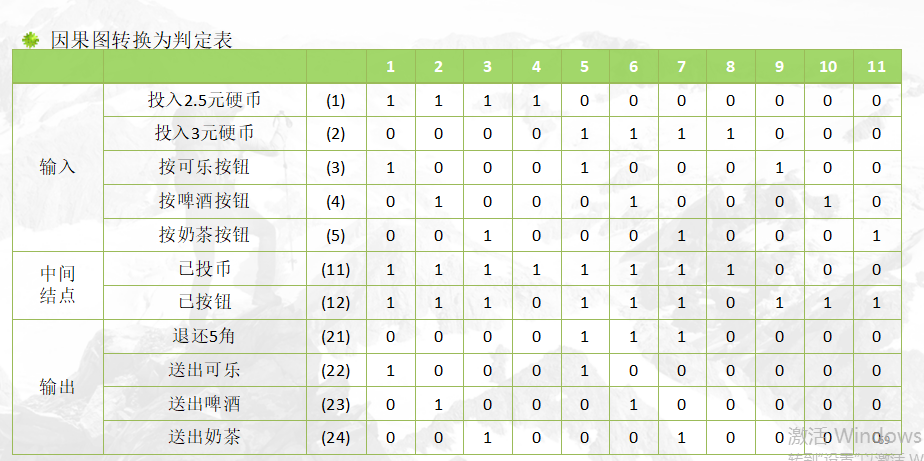 因果图转换为判定表
1 2 3 4 5 6 7 8 9 10 11
输入
投入2.5元硬币 (1) 1 1 1 1 0 0 0 0 0 0 0
投入3元硬币 (2) 0 0 0 0 1 1 1 1 0 0 0
按可乐按钮 (3) 1 0 0 0 1 0 0 0 1 0 0
按啤酒按钮 (4) 0 1 0 0 0 1 0 0 0 1 0
按奶茶按钮 (5) 0 0 1 0 0 0 1 0 0 0 1
中间
结点
已投币 (11) 1 1 1 1 1 1 1 1 0 0 0
已按钮 (12) 1 1 1 0 1 1 1 0 1 1 1
输出
退还5角 (21) 0 0 0 0 1 1 1 0 0 0 0
送出可乐 (22) 1 0 0 0 1 0 0 0 0 0 0
送出啤酒 (23) 0 1 0 0 0 1 0 0 0 0 0
送出奶茶 (24) 0 0 1 0 0 0 1 0 0 0 0
激活 Windows